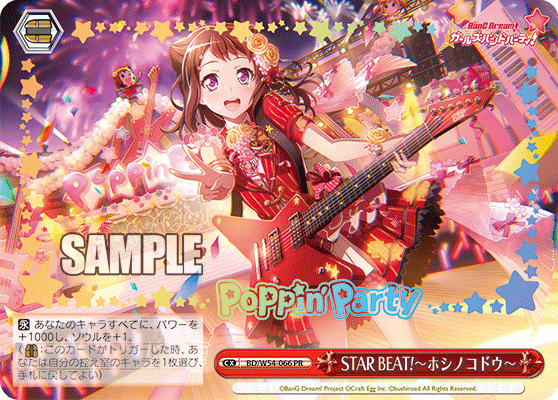 BanG Dream!
ガールズバンドパーティ!
Poppin'
SAMPLE
Poppin'Party
永 あなたのキャラすべてに、パワーを
+1000し、ソウルを+1。
(:このカードがトリガーした時、あ
なたは自分の控え室のキャラを1枚選び、
手札に戻してよい)
CX BD/W54-066 PR STAR BEAT!～ホシノコドウ～
©BanG Dream! Project ©Craft Egg Inc. ©bushiroad All Rights Reserved.